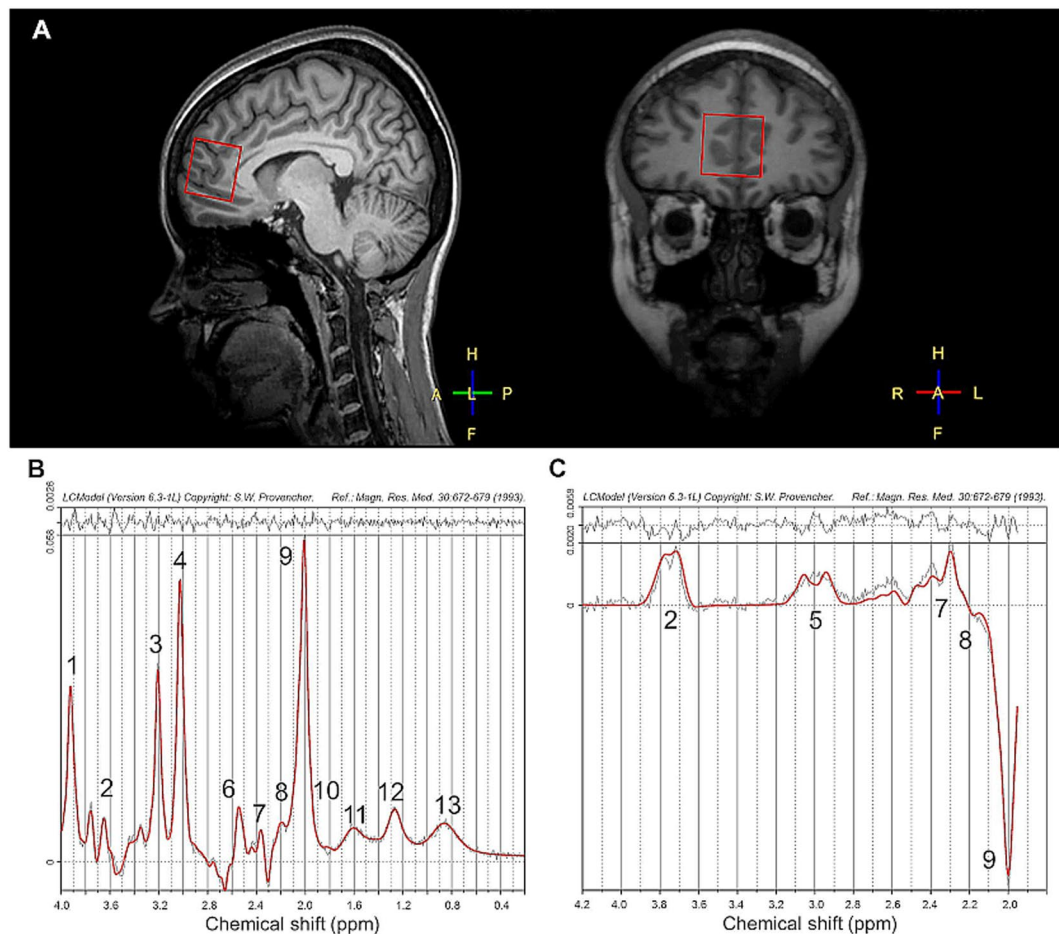 A
H
A L P
F
H
R A L
F
B
C
LCModel (Version 6.3-1L) Copyright: S.W. Provencher. Ref.: Magn. Res. Med. 30:672-679 (1993).
LCModel (Version 6.3-1L) Copyright: S.W. Provencher. Ref.: Magn. Res. Med. 30:672-679 (1993).
0.0026
0.058
0
1
2
3
4
6
7
8
9
10
11
12
13
4.0 3.6 3.2 2.8 2.4 2.0 1.6 1.2 0.8 0.4
Chemical shift (ppm)
0.0059
0.0020
0
2
5
7
8
9
4.2 4.0 3.8 3.6 3.4 3.2 3.0 2.8 2.6 2.4 2.2 2.0
Chemical shift (ppm)